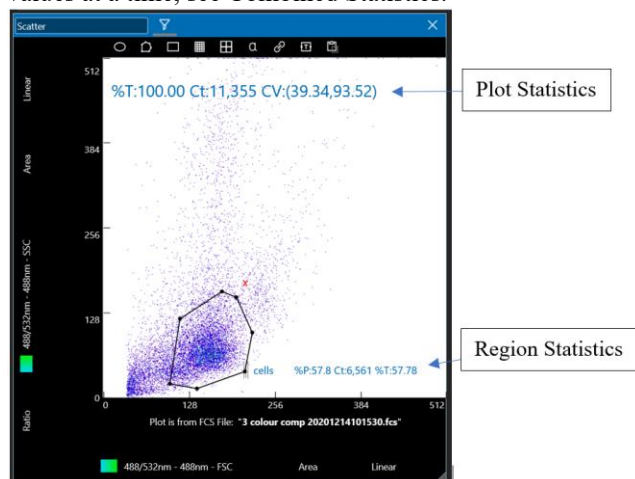 values at a time, see Combined Statistics.
Scatter
α
%T:100.00 Ct:11,355 CV:(39.34,93.52)
Plot Statistics
Linear
Area
488/532nm - 488nm - SSC
Ratio
512
384
256
128
0
x
cells %P:57.8 Ct:6,561 %T:57.78
Region Statistics
0 128 256 384 512
Plot is from FCS File: "3 colour comp 20201214101530.fcs"
488/532nm - 488nm - FSC Area Linear